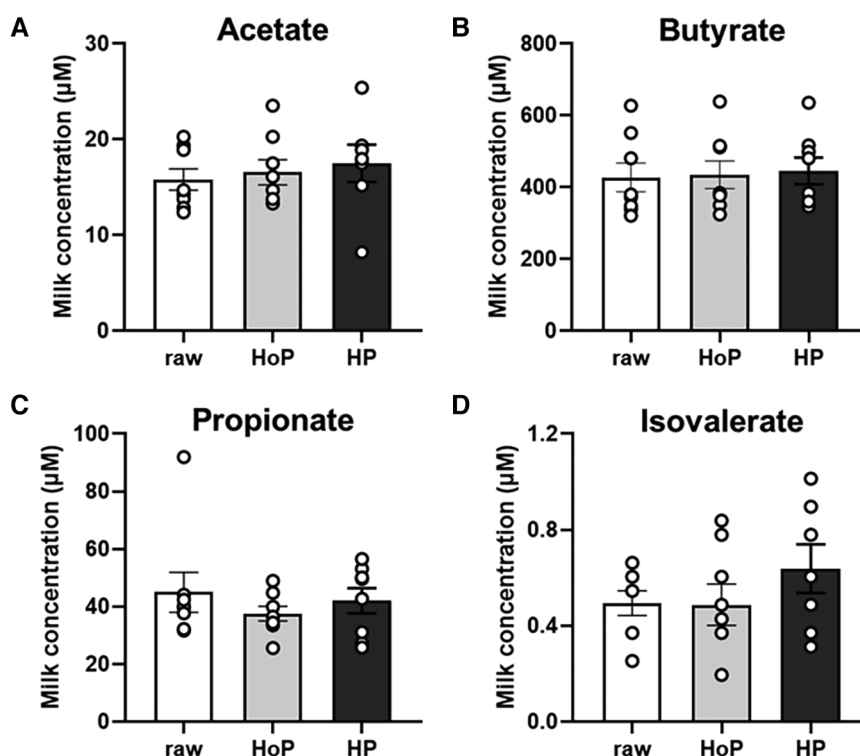 A
Acetate
Milk concentration (µM)
30
20
10
0
raw HoP HP
B
Butyrate
Milk concentration (µM)
800
600
400
200
0
raw HoP HP
C
Propionate
Milk concentration (µM)
100
80
60
40
20
0
raw HoP HP
D
Isovalerate
Milk concentration (µM)
1.2
0.8
0.4
0.0
raw HoP HP